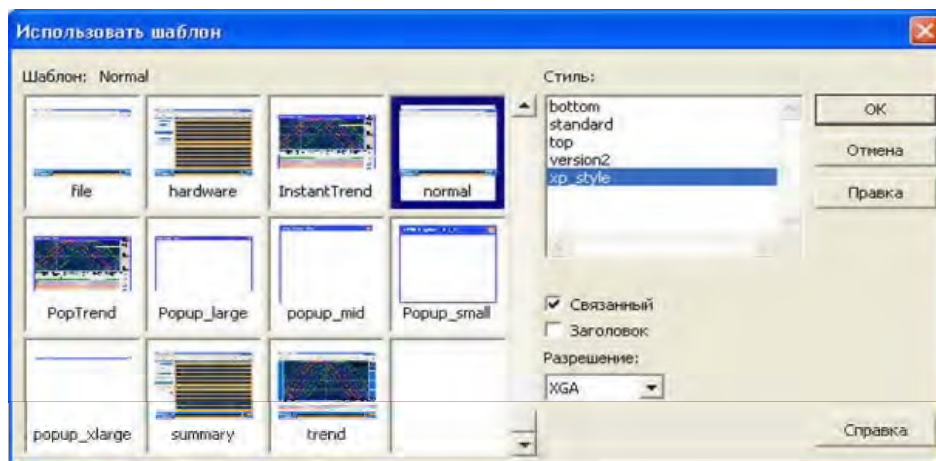 Использовать шаблон
Шаблон: Normal
file
hardware
InstantTrend
normal
PopTrend
Popup_large
popup_mid
Popup_small
popup_xlarge
summary
trend
Стиль:
bottom
standard
top
version2
xp_style
Связанный
Заголовок
Разрешение:
XGA
ОК
Отмена
Правка
Справка